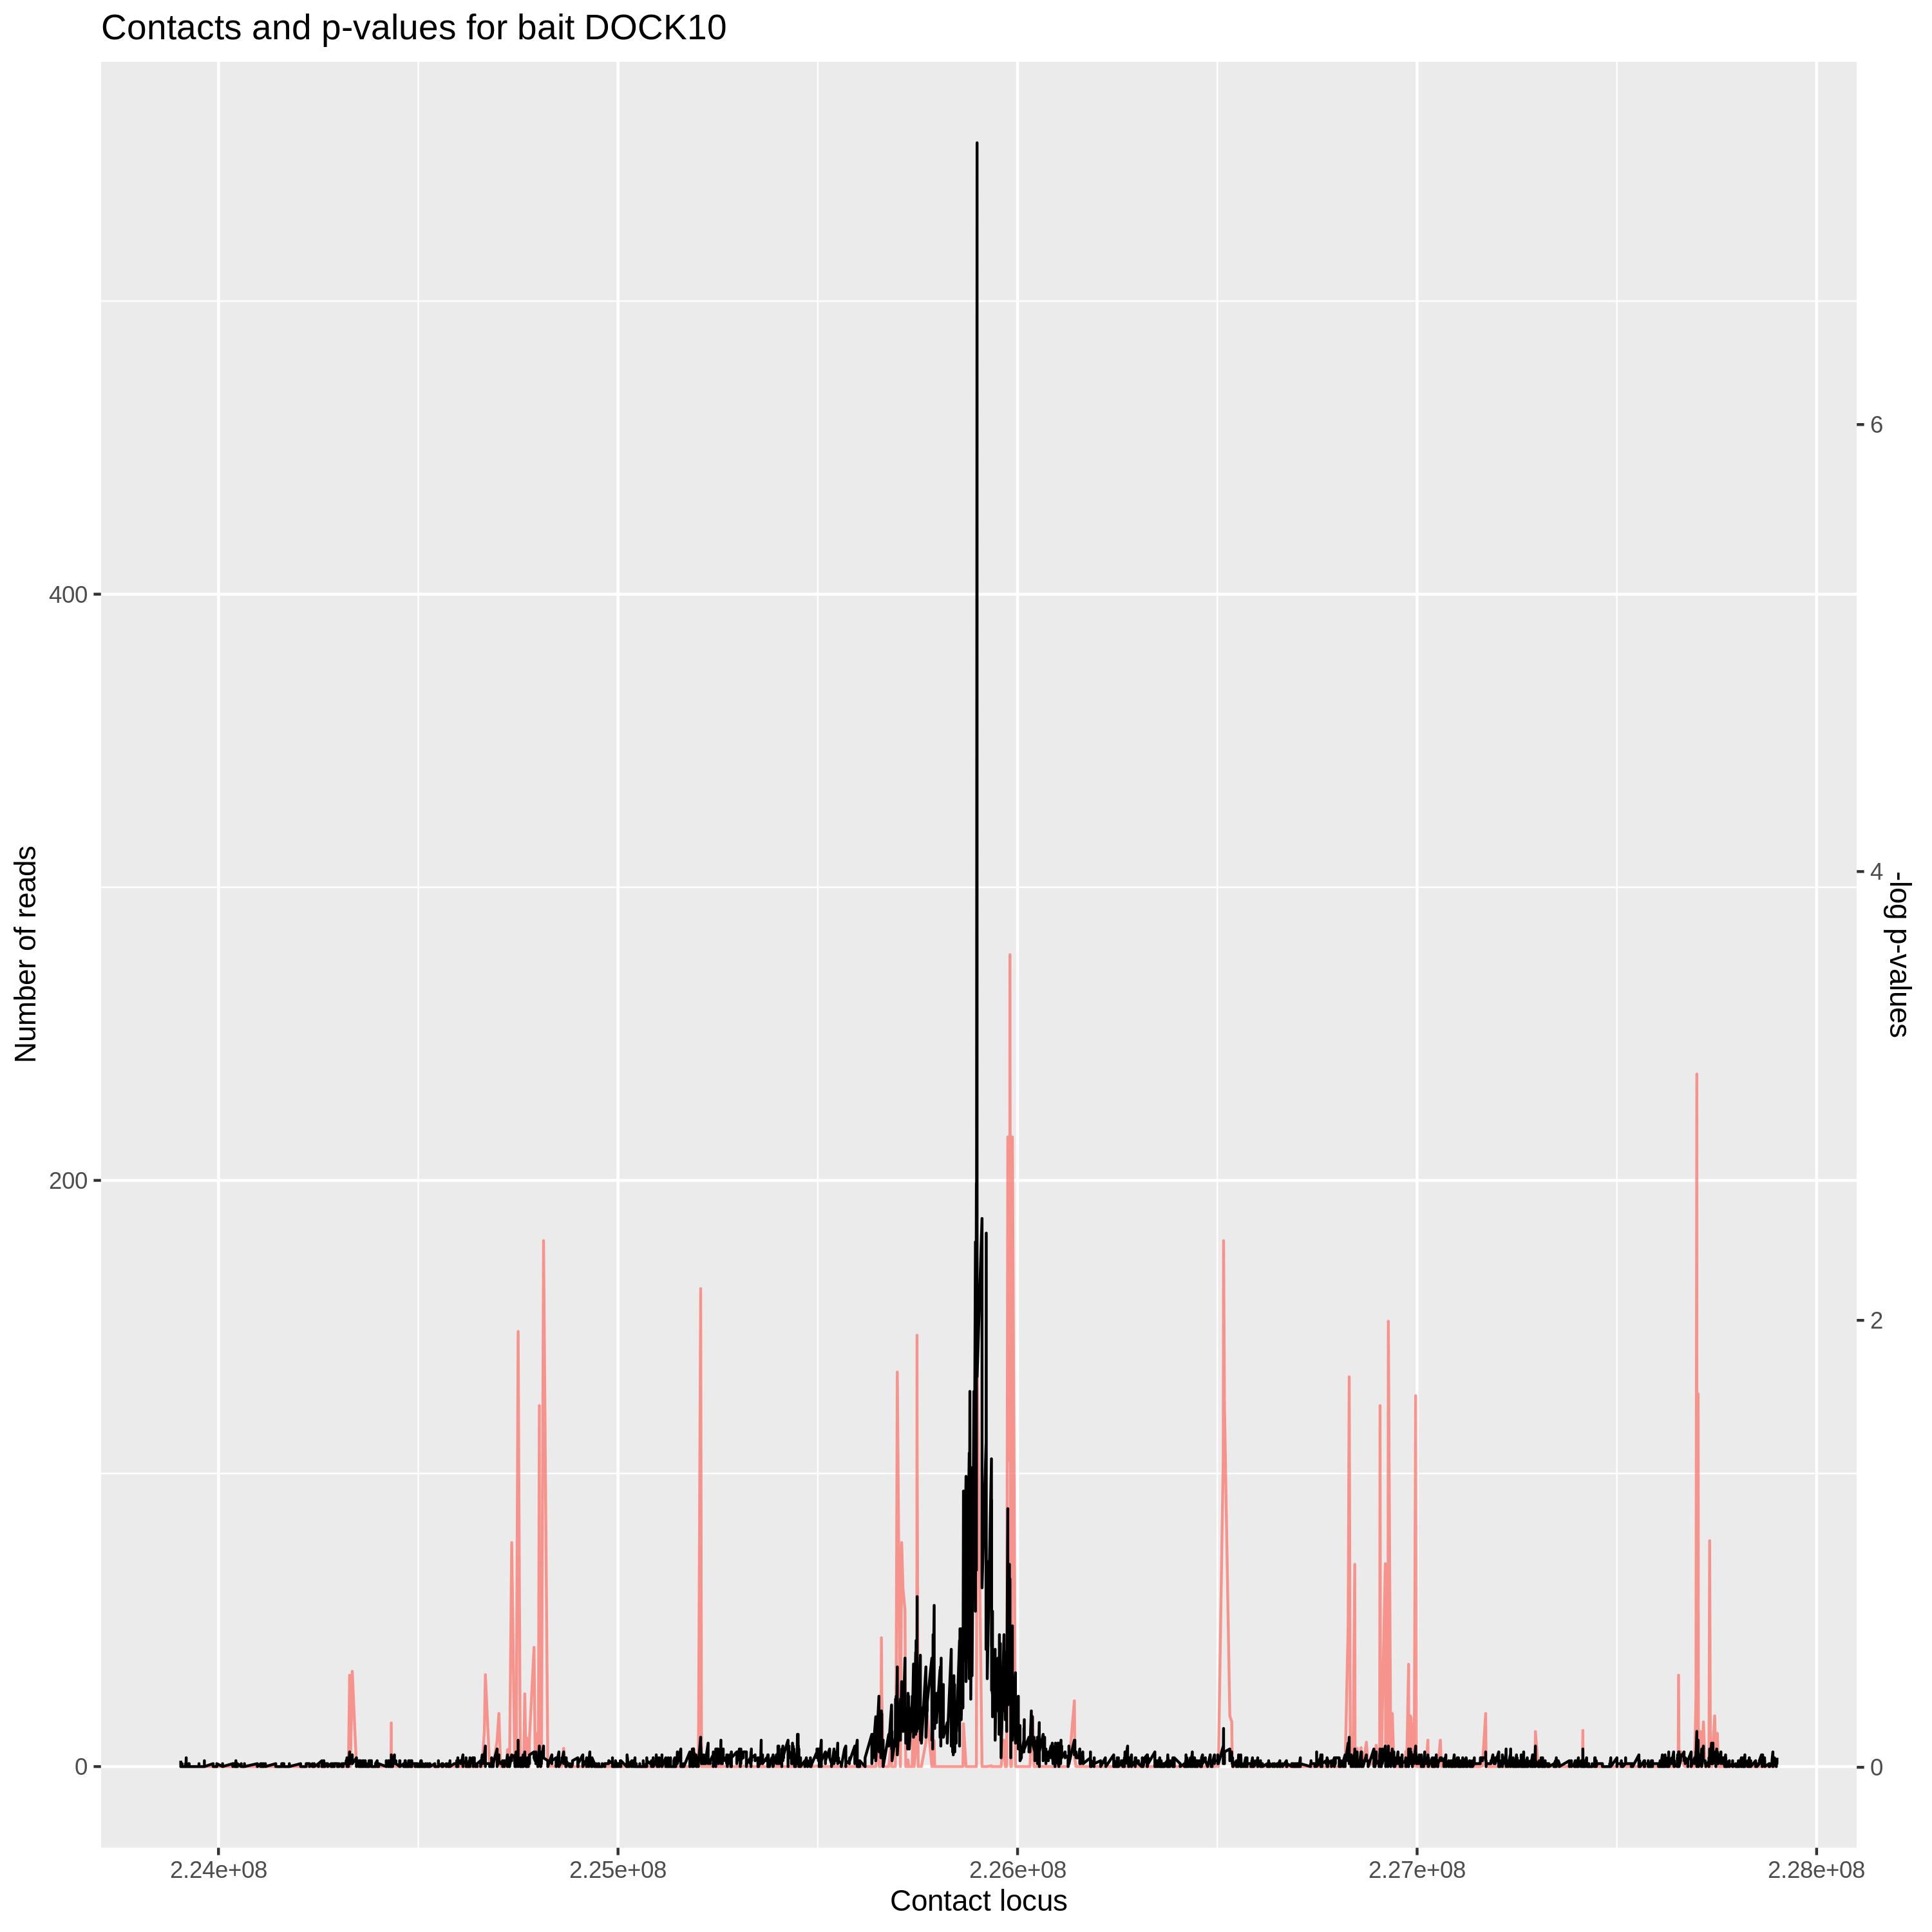 Contacts and p-values for bait DOCK10
Number of reads
400
200
0
6
4
2
0
-log p-values
2.24e+08
2.25e+08
2.26e+08
2.27e+08
2.28e+08
Contact locus